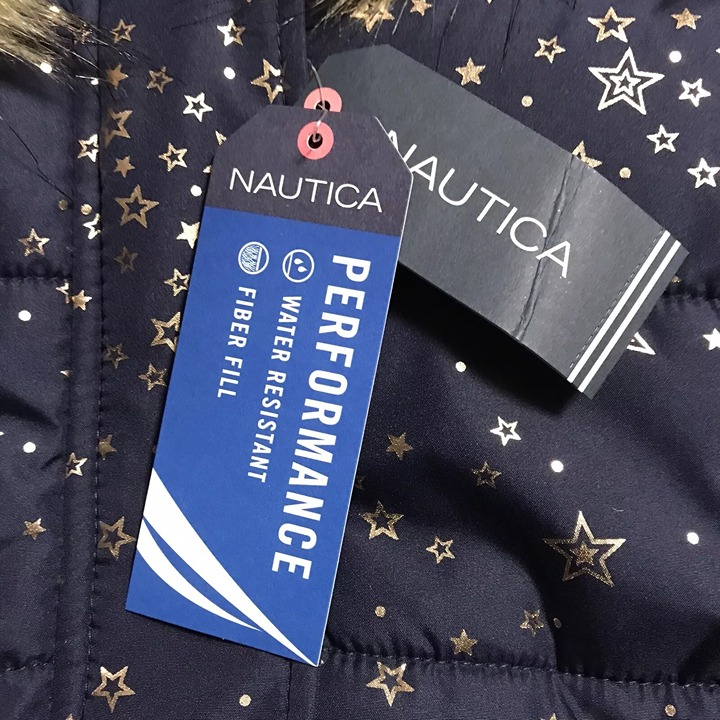 NAUTICA
PERFORMANCE
WATER RESISTANT
FIBER FILL
NAUTICA